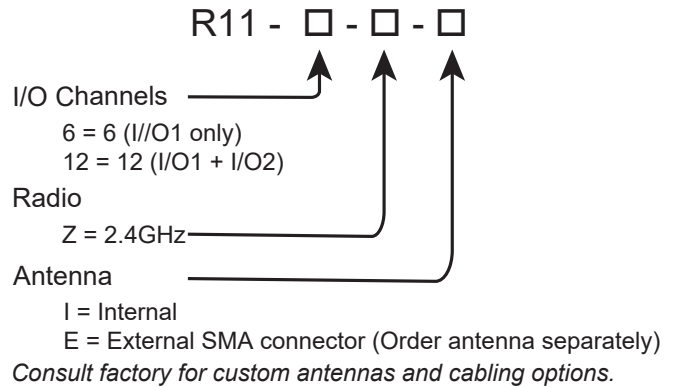 R11 - □ - □ - □
I/O Channels
6 = 6 (I//O1 only)
12 = 12 (I/O1 + I/O2)
Radio
Z = 2.4GHz
Antenna
I = Internal
E = External SMA connector (Order antenna separately)
Consult factory for custom antennas and cabling options.